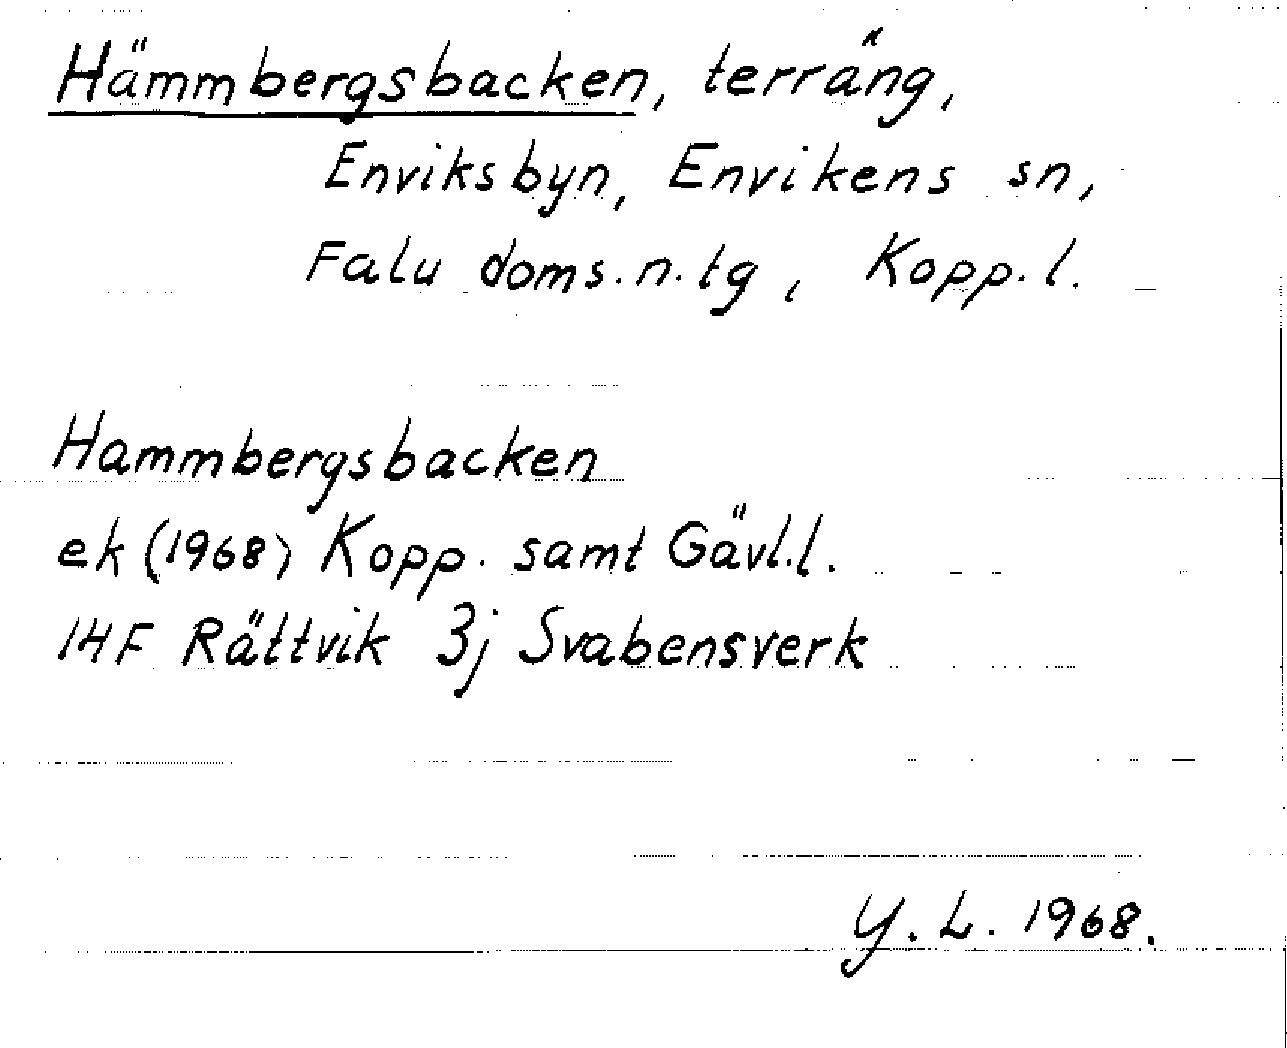 Hämmbergsbacken, terräng,
Enviksbyn, Envikens sn,
Falu doms.n.tg, Kopp.l.
Hammbergsbacken
ek (1968) Kopp. samt Gävl.l.
14F Rättvik 3j Svabensverk
Y. L. 1968.